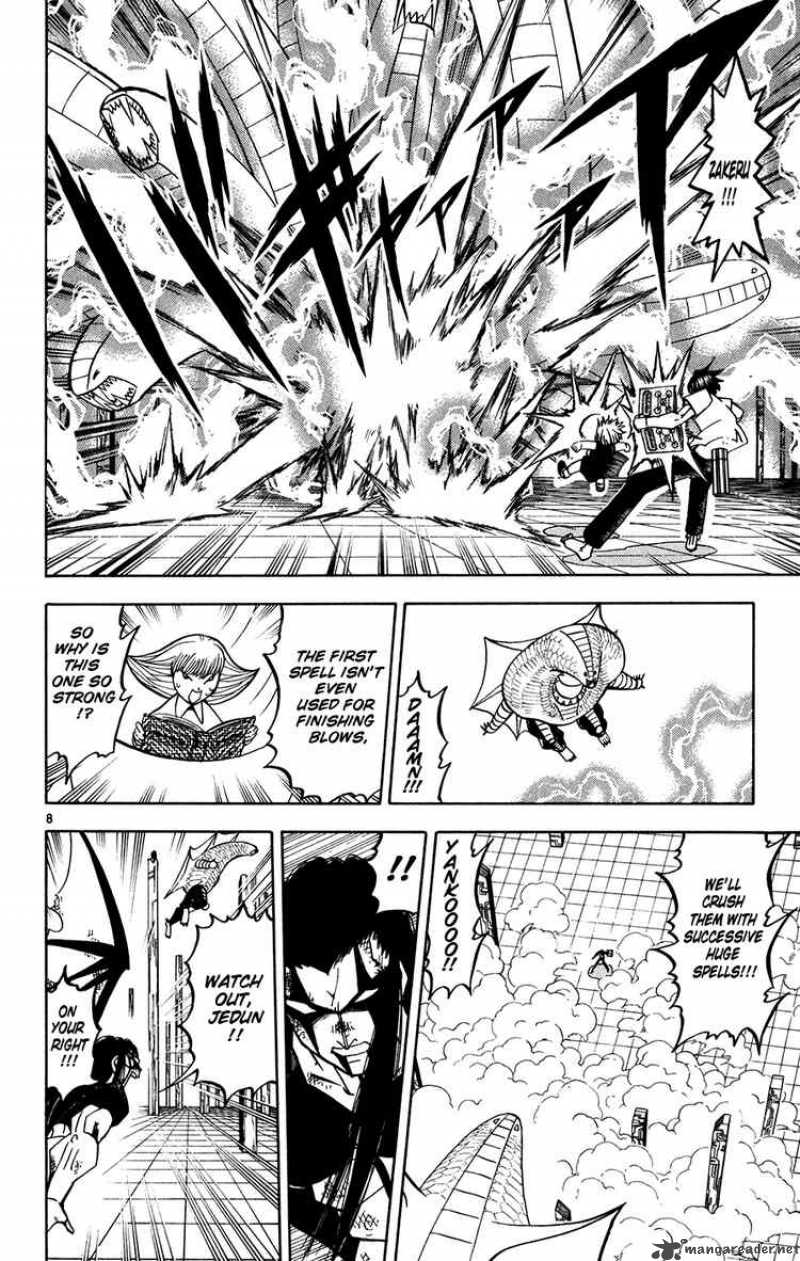 ZAKERU
!!!
DAAAMN!!!
THE FIRST
SPELL ISN'T
EVEN
USED FOR
FINISHING
BLOWS,
SO
WHY IS
THIS
ONE SO
STRONG
!?
8
WE'LL
CRUSH
THEM WITH
SUCCESSIVE
HUGE
SPELLS!!!
YANKOOOO!!
!!
WATCH
OUT,
JEDUN
!!
ON
YOUR
RIGHT!!!
mangareader.net